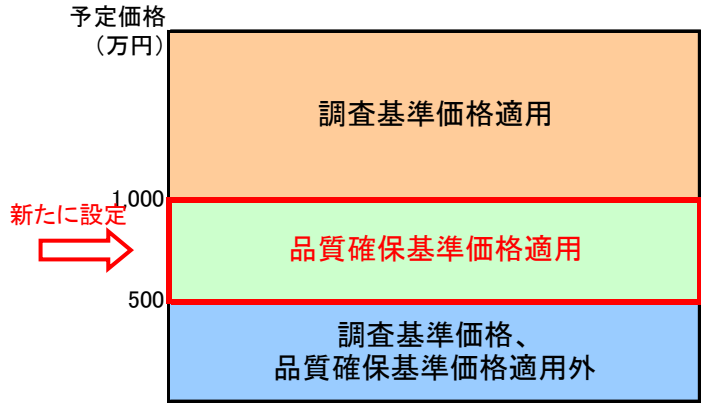 予定価格
（万円）
調査基準価格適用
1,000
新たに設定
品質確保基準価格適用
500
調査基準価格、
品質確保基準価格適用外